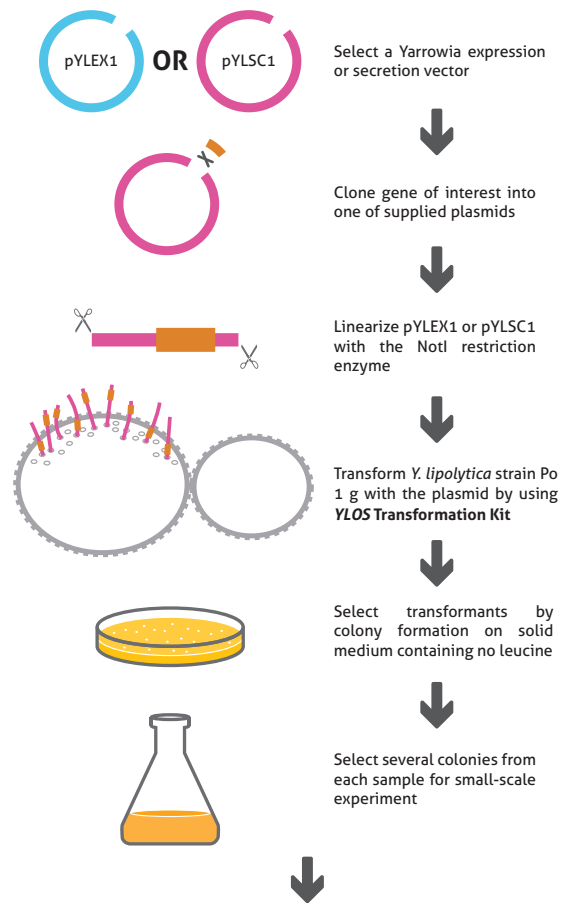 pYLEX1 OR pYLSC1
Select a Yarrowia expression
or secretion vector
Clone gene of interest into
one of supplied plasmids
Linearize pYLEX1 or pYLSC1
with the NotI restriction
enzyme
Transform Y. lipolytica strain Po
1 g with the plasmid by using
YLOS Transformation Kit
Select transformants by
colony formation on solid
medium containing no leucine
Select several colonies from
each sample for small-scale
experiment